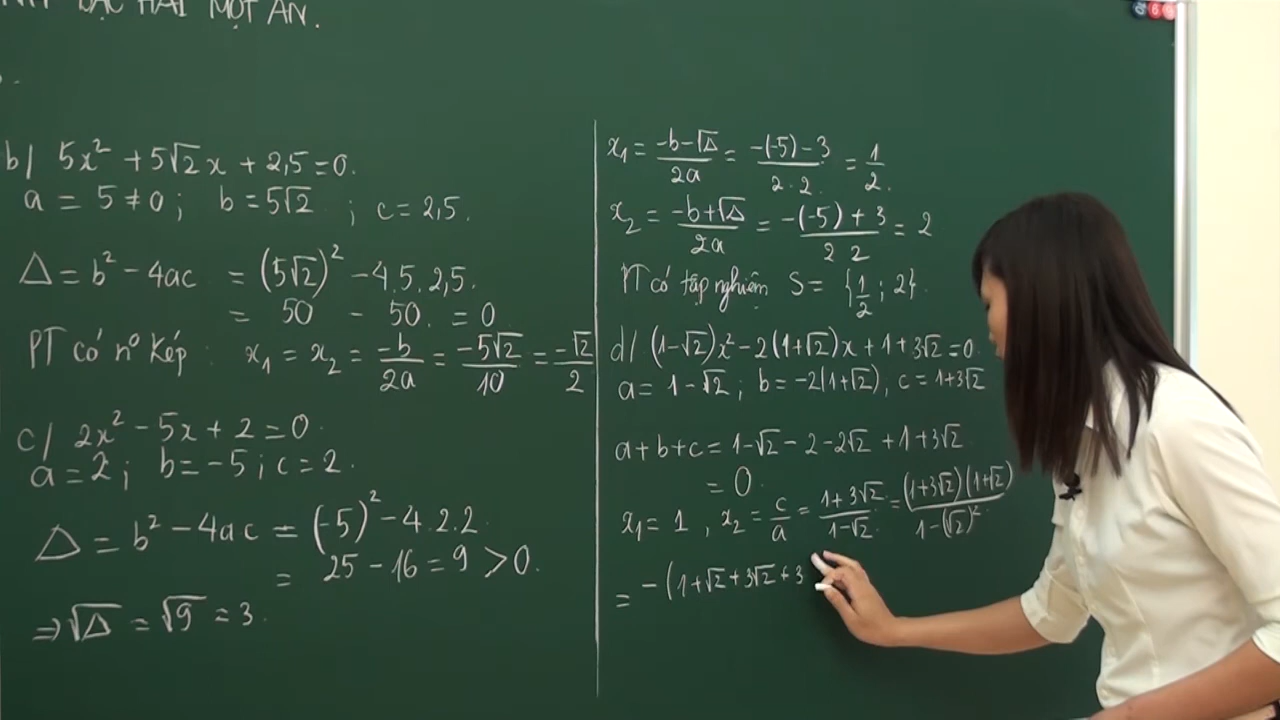 BẬC HAI MỘT ẨN.
b/ 5x² + 5√2x + 2,5 = 0.
a = 5 ≠ 0 ; b = 5√2 ; c = 2,5.
Δ = b² - 4ac = (5√2)² - 4.5.2,5.
= 50 - 50. = 0
PT có nº kép : x₁ = x₂ = -b/2a = -5√2/10 = -√2/2
c/ 2x² - 5x + 2 = 0.
a = 2 ; b = -5 ; c = 2.
Δ = b² - 4ac = (-5)² - 4.2.2
= 25 - 16 = 9 > 0.
⇒ √Δ = √9 = 3.
x₁ = (-b-√Δ)/2a = (-(-5)-3)/2.2. = 1/2.
x₂ = (-b+√Δ)/2a = (-(-5)+3)/2 2 = 2
PT có tập nghiệm S = {1/2 ; 2}.
d/ (1-√2)x² - 2(1+√2)x + 1 + 3√2 = 0.
a = 1 - √2 ; b = -2(1+√2), c = 1+3√2
a+b+c = 1-√2 - 2 - 2√2 + 1 + 3√2
= 0.
x₁ = 1 , x₂ = c/a = (1+3√2)/(1-√2) = (1+3√2)(1+√2)/(1-(√2)²)
= -(1+√2+3√2+3